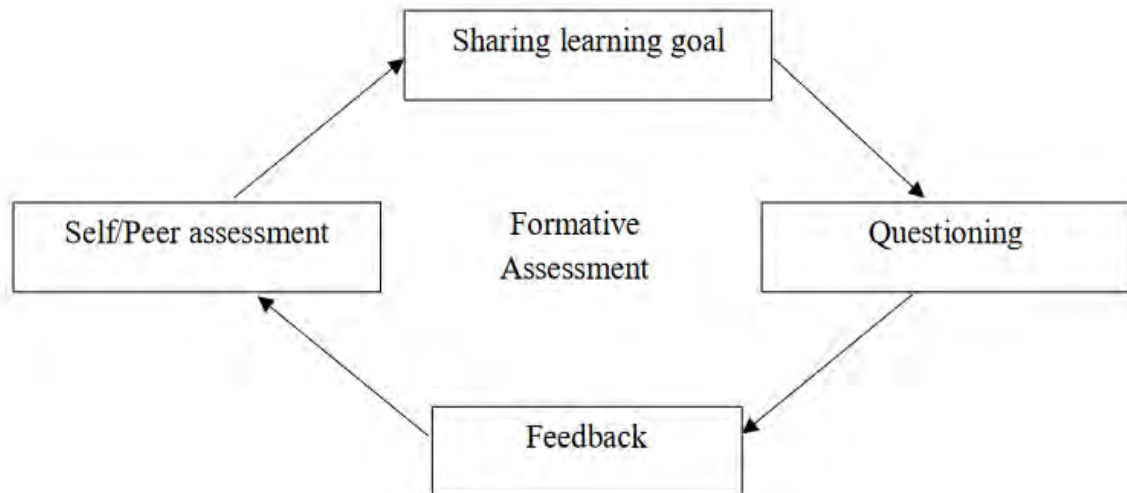 Sharing learning goal
Self/Peer assessment
Formative
Assessment
Questioning
Feedback